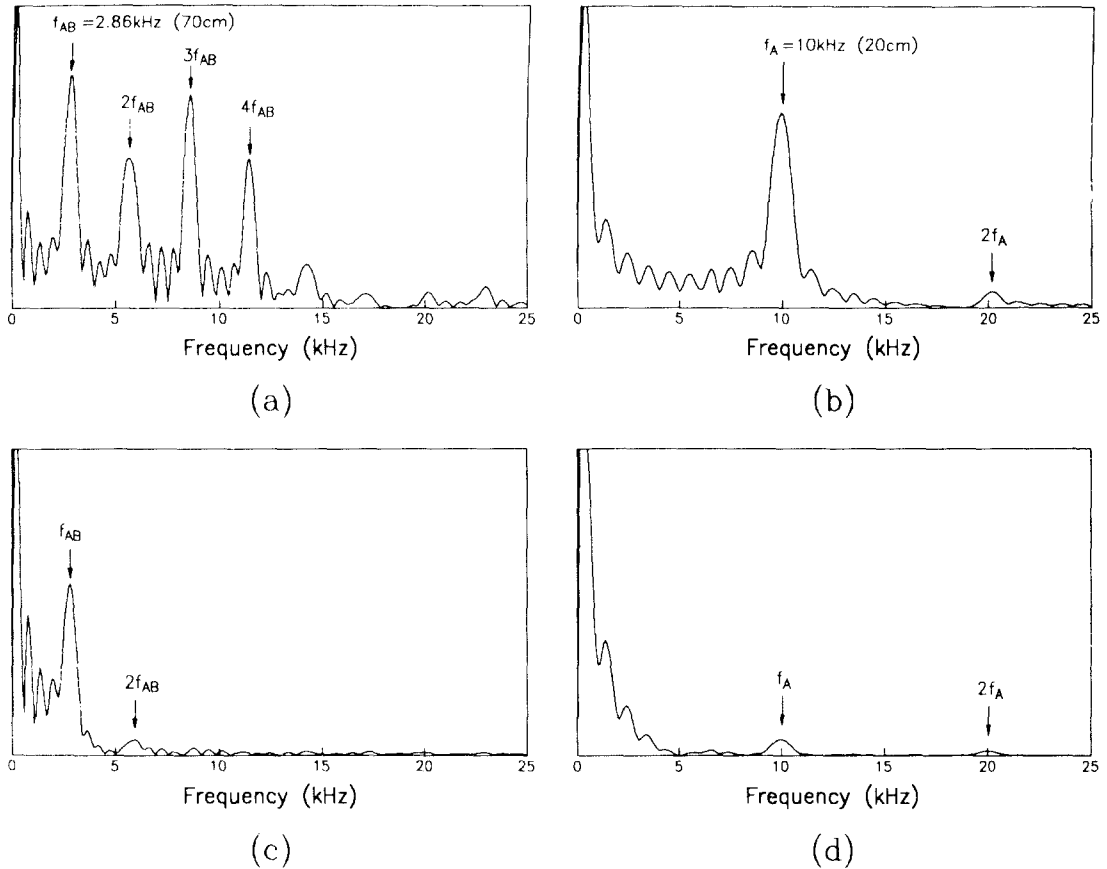 f_AB = 2.86kHz (70cm)
2f_AB
3f_AB
4f_AB
0 5 10 15 20 25
Frequency (kHz)
(a)
f_A = 10kHz (20cm)
2f_A
0 5 10 15 20 25
Frequency (kHz)
(b)
f_AB
2f_AB
0 5 10 15 20 25
Frequency (kHz)
(c)
f_A
2f_A
0 5 10 15 20 25
Frequency (kHz)
(d)